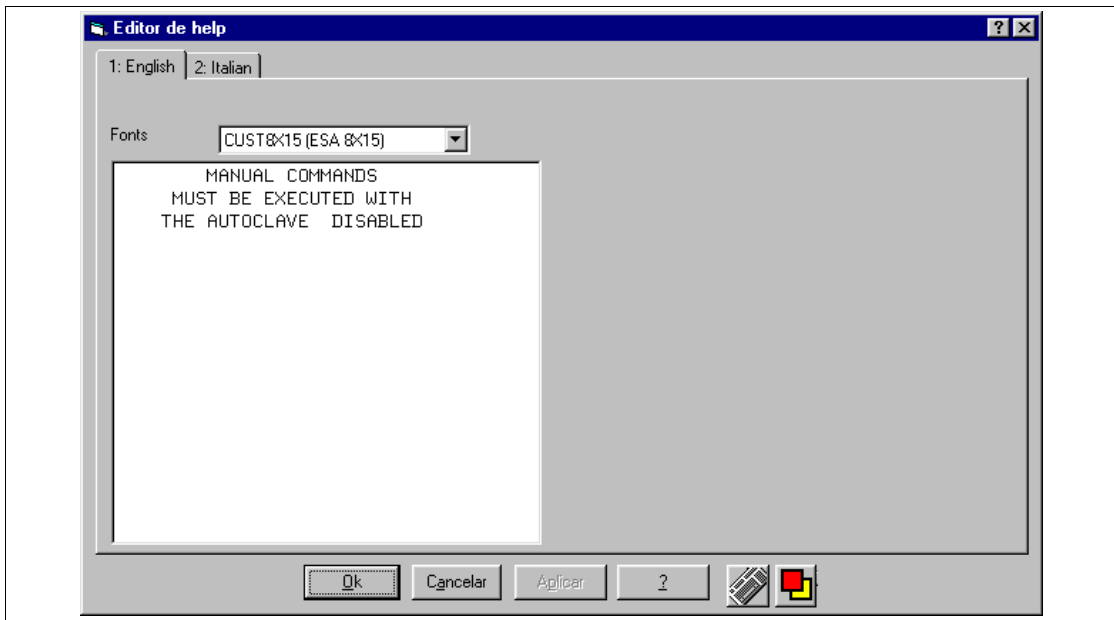 Editor de help
1: English
2: Italian
Fonts
CUST8X15 (ESA 8X15)
MANUAL COMMANDS
MUST BE EXECUTED WITH
THE AUTOCLAVE  DISABLED
Ok
Cancelar
Aplicar
?